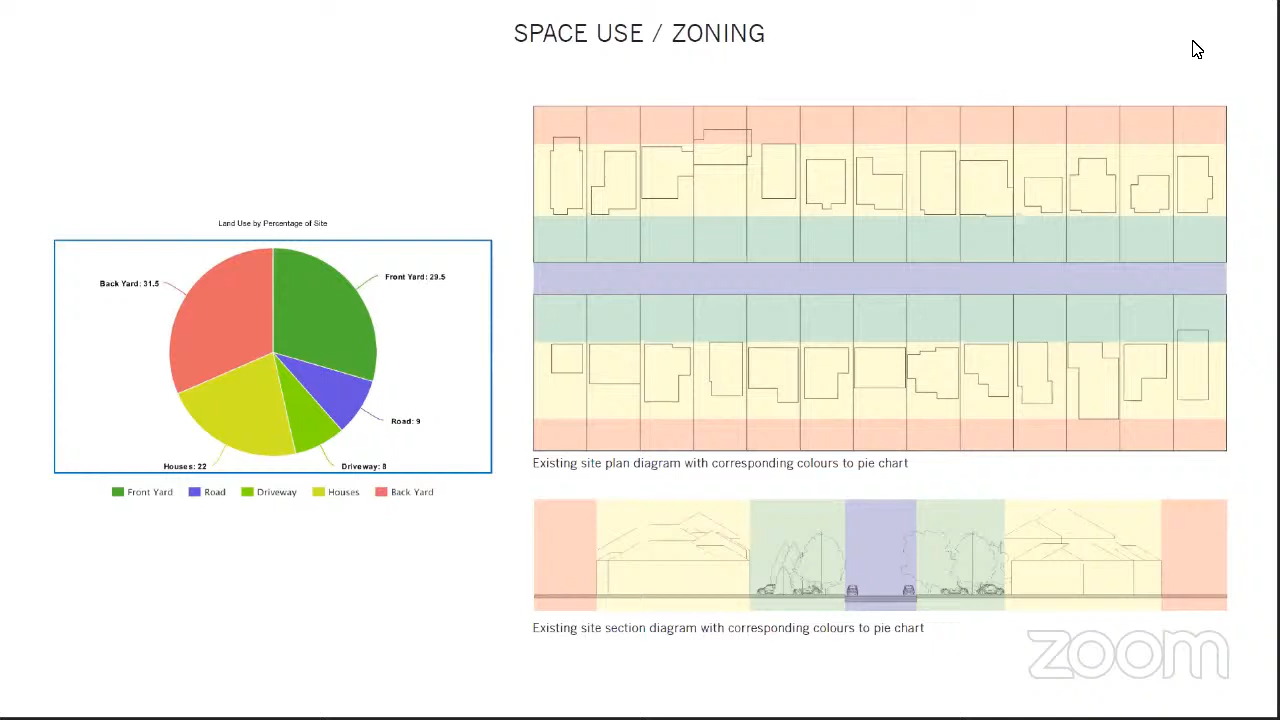 SPACE USE / ZONING
Land Use by Percentage of Site
Back Yard: 31.5
Front Yard: 29.5
Road: 9
Houses: 22
Driveway: 8
Front Yard Road Driveway Houses Back Yard
Existing site plan diagram with corresponding colours to pie chart
Existing site section diagram with corresponding colours to pie chart
zoom